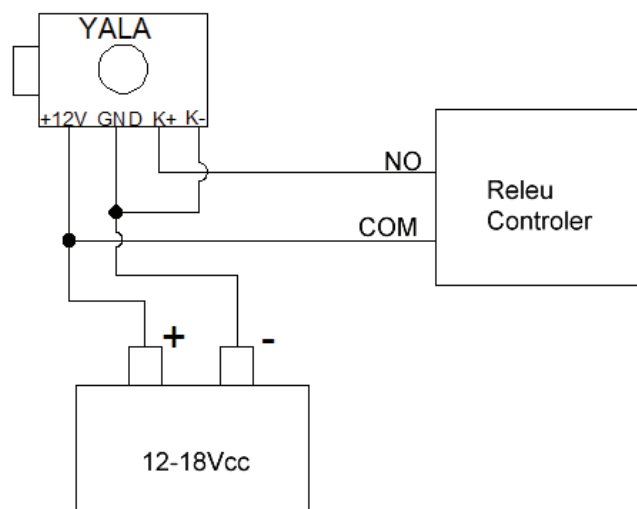 YALA
+12V GND K+ K-
NO
Releu
Controler
COM
+ -
12-18Vcc